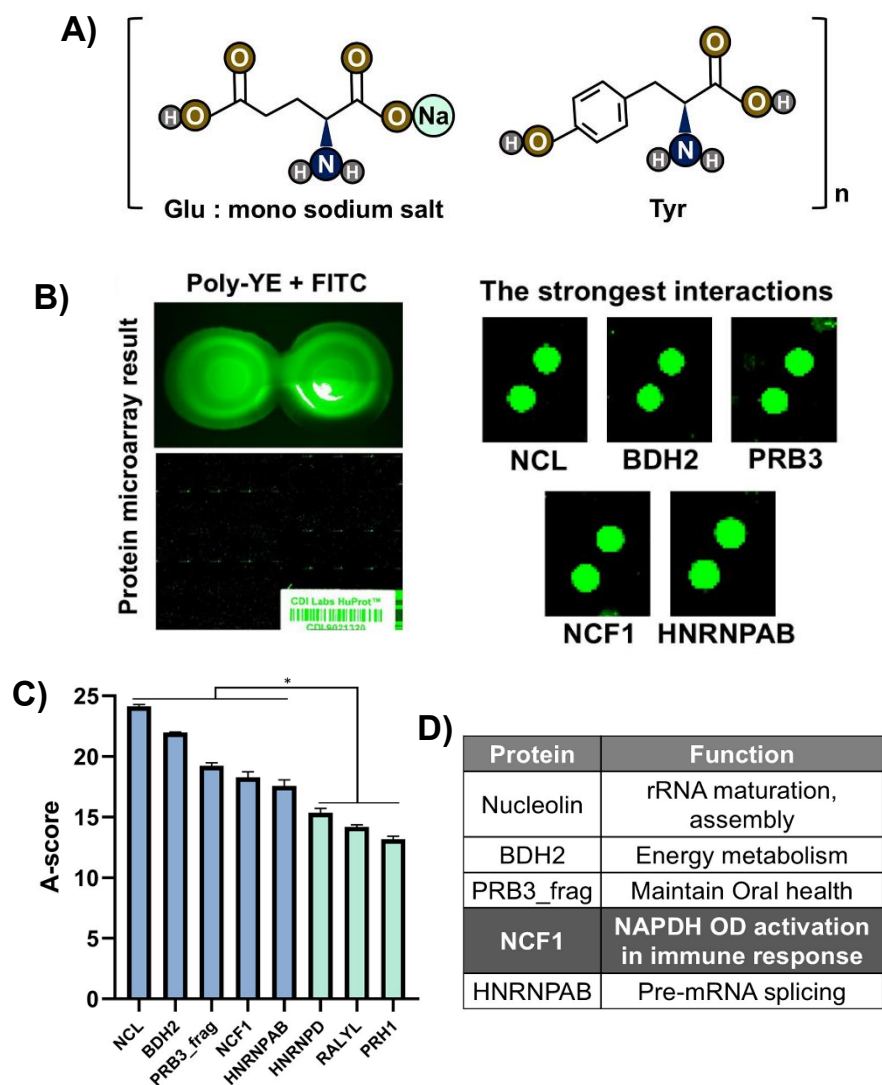 A)
O O
H O O Na
H N H
Glu : mono sodium salt
O
O H
H O
H N H
Tyr
n
B)
Poly-YE + FITC
Protein microarray result
CDI Labs HuProt™
CDI9021320
The strongest interactions
NCL BDH2 PRB3
NCF1 HNRNPAB
C)
A-score
25
20
15
10
5
0
*
NCL
BDH2
PRB3_frag
NCF1
HNRNPAB
HNRNPD
RALYL
PRH1
D)
Protein Function
Nucleolin rRNA maturation,
assembly
BDH2 Energy metabolism
PRB3_frag Maintain Oral health
NCF1 NAPDH OD activation
in immune response
HNRNPAB Pre-mRNA splicing